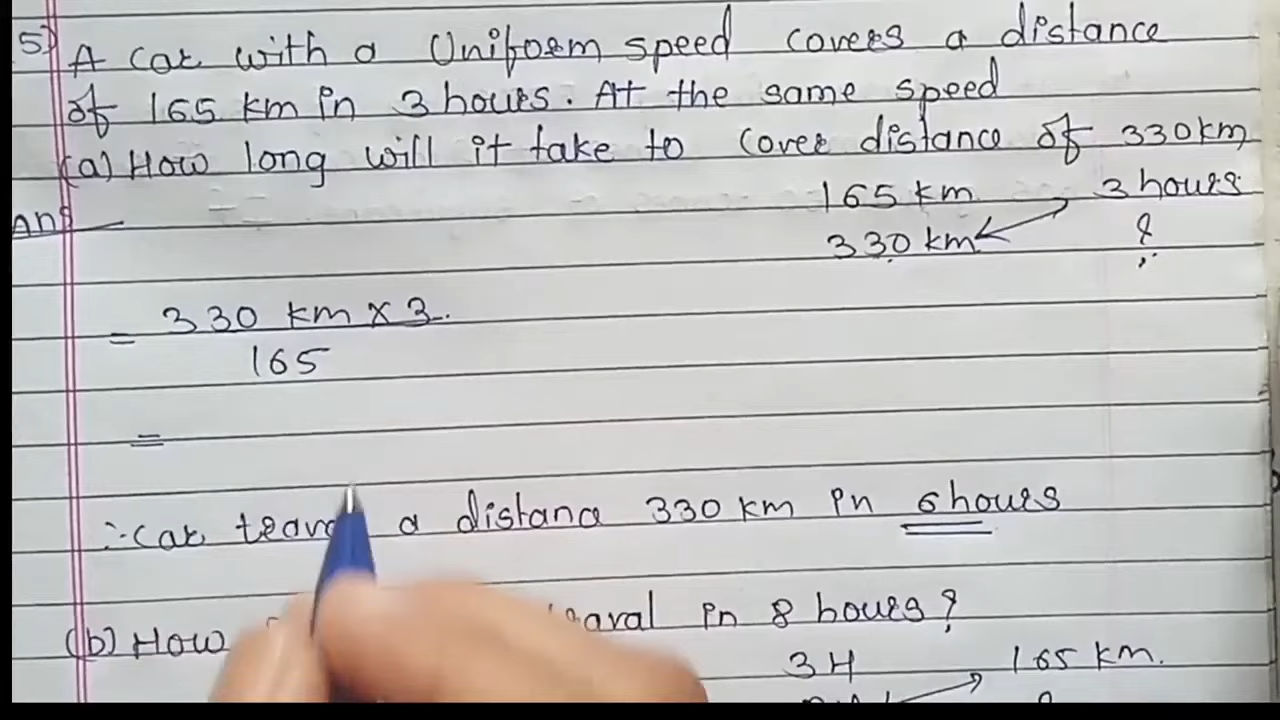 5) A car with a Uniform speed covers a distance
of 165 km in 3 hours. At the same speed
(a) How long will it take to cover distance of 330km
165 km 3 hours
Ans
330 km ?
= 330 km x 3
165
=
∴ car a distance 330 km in 6 hours
(b) How in 8 hours?
3H 165 km.